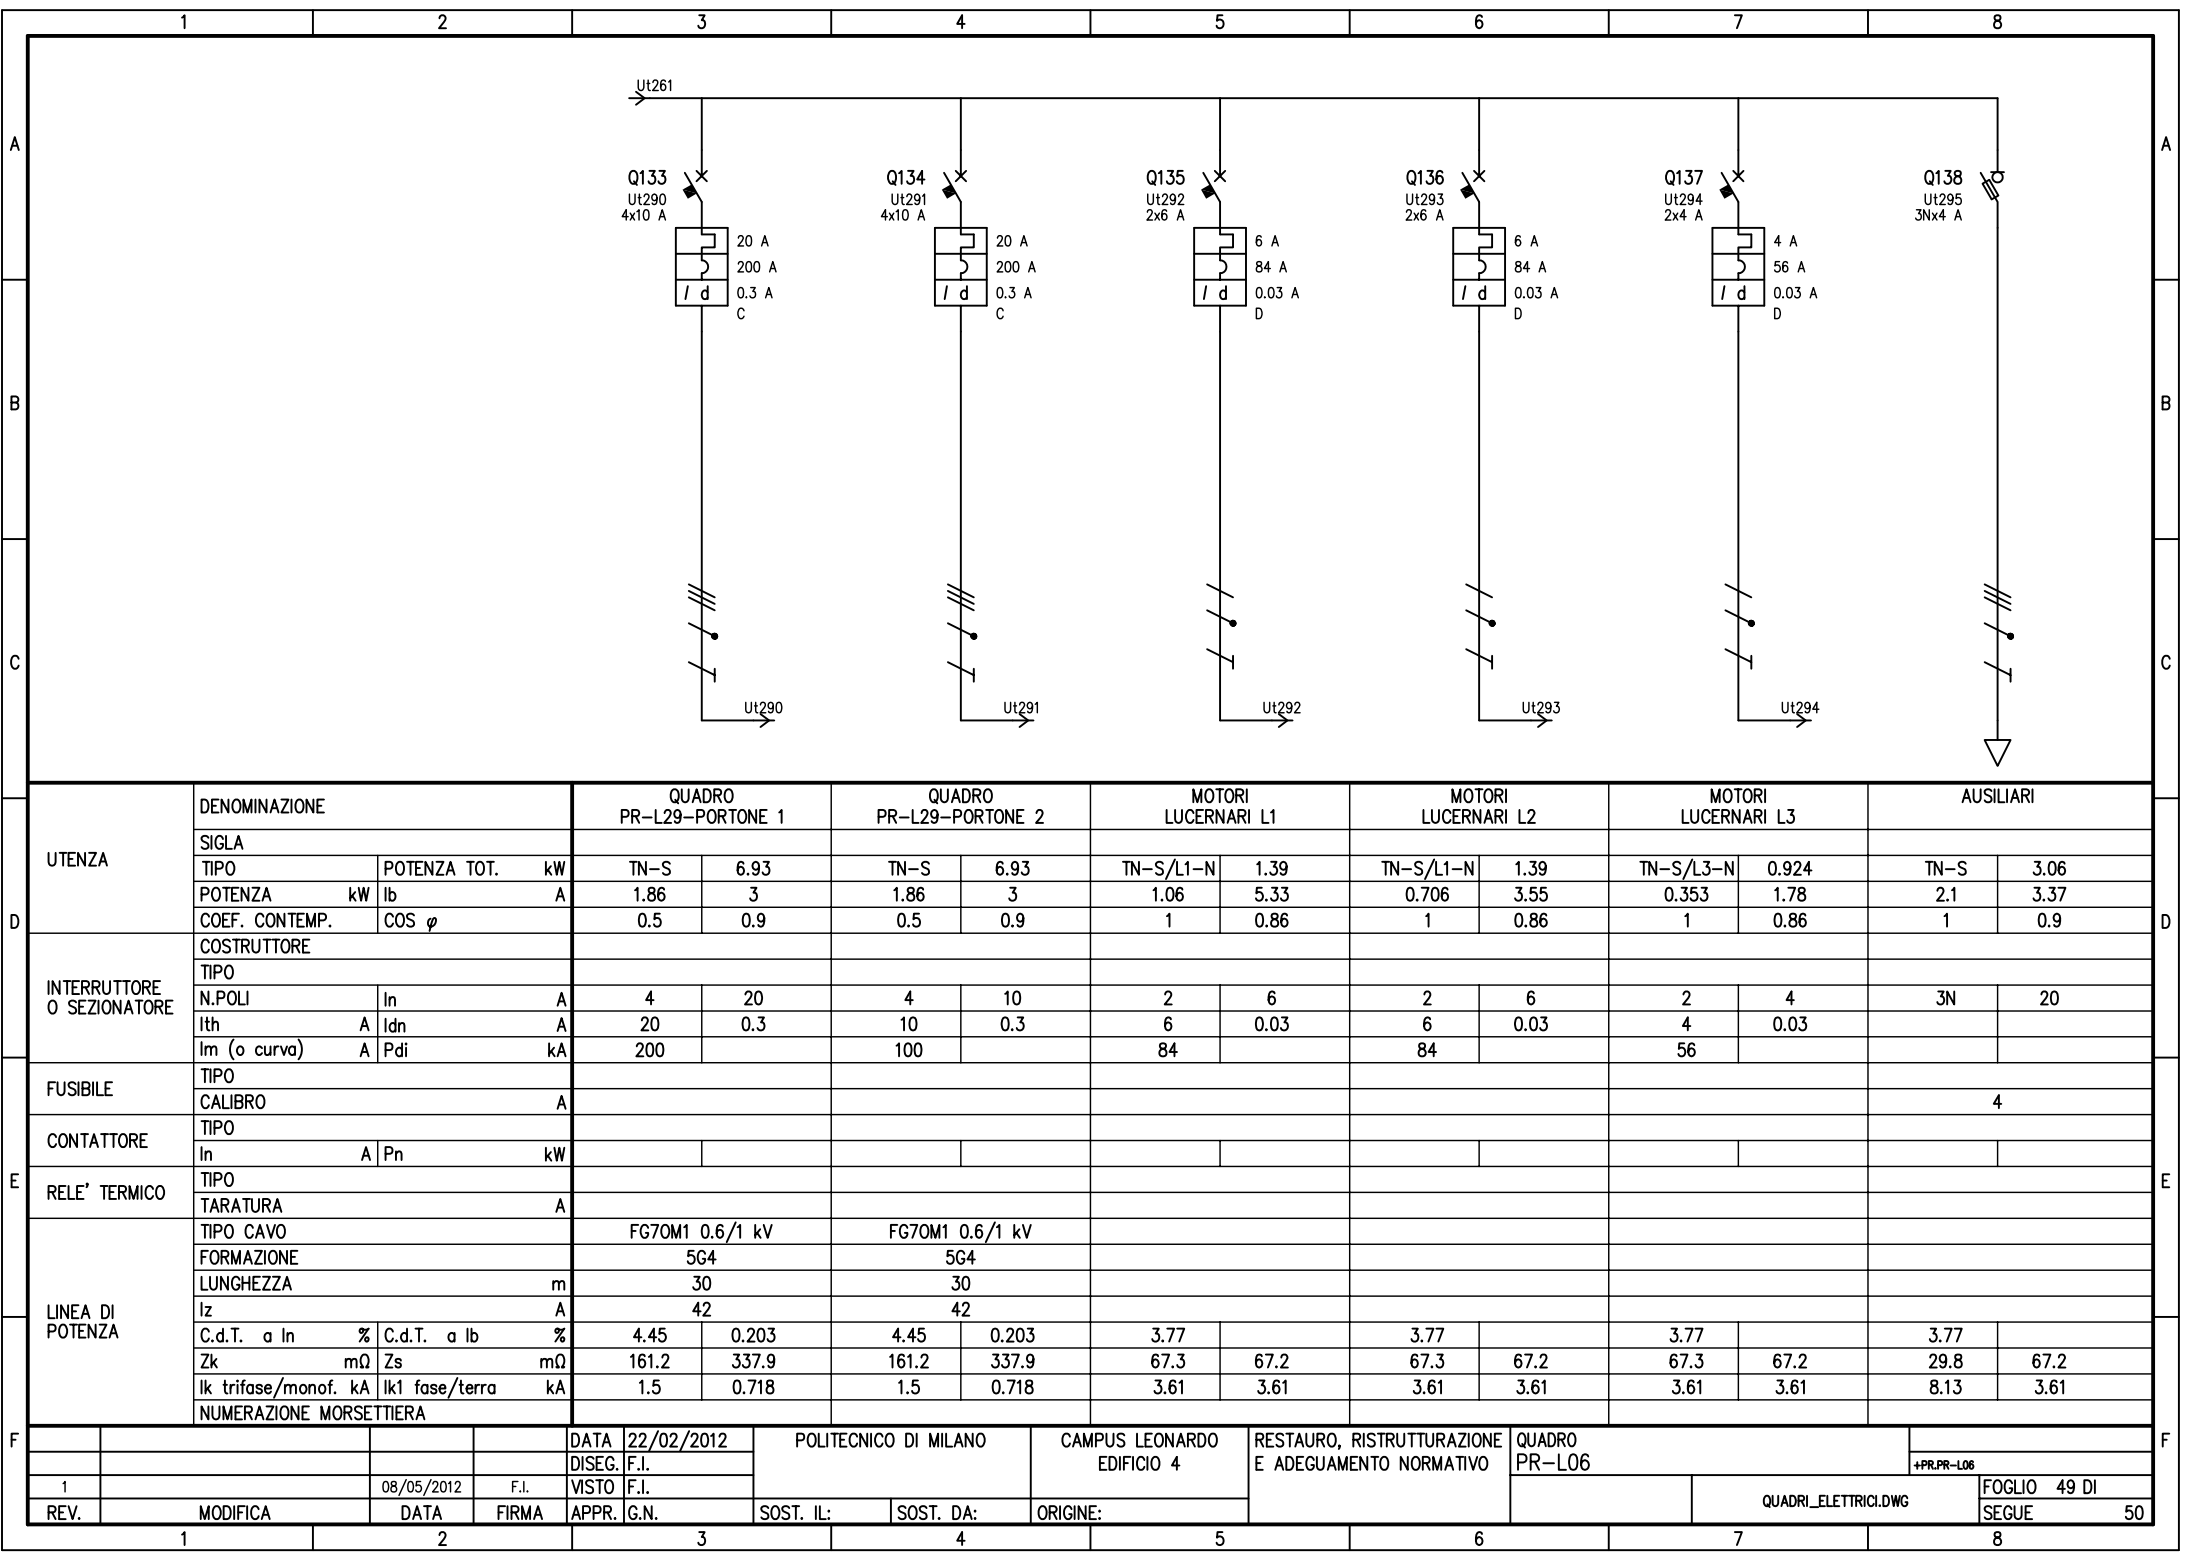 1 2 3 4 5 6 7 8
Ut261
A A
Q133 Q134 Q135 Q136 Q137 Q138
Ut290 Ut291 Ut292 Ut293 Ut294 Ut295
4x10 A 4x10 A 2x6 A 2x6 A 2x4 A 3Nx4 A
20 A 20 A 6 A 6 A 4 A
200 A 200 A 84 A 84 A 56 A
I d 0.3 A I d 0.3 A I d 0.03 A I d 0.03 A I d 0.03 A
C C D D D
B B
C C
Ut290 Ut291 Ut292 Ut293 Ut294
UTENZA
DENOMINAZIONE
QUADRO QUADRO MOTORI MOTORI MOTORI AUSILIARI
PR-L29-PORTONE 1 PR-L29-PORTONE 2 LUCERNARI L1 LUCERNARI L2 LUCERNARI L3
SIGLA
TIPO POTENZA TOT. kW TN-S 6.93 TN-S 6.93 TN-S/L1-N 1.39 TN-S/L1-N 1.39 TN-S/L3-N 0.924 TN-S 3.06
POTENZA kW Ib A 1.86 3 1.86 3 1.06 5.33 0.706 3.55 0.353 1.78 2.1 3.37
D COEF. CONTEMP. COS φ 0.5 0.9 0.5 0.9 1 0.86 1 0.86 1 0.86 1 0.9 D
INTERRUTTORE
O SEZIONATORE
COSTRUTTORE
TIPO
N.POLI In A 4 20 4 10 2 6 2 6 2 4 3N 20
Ith A Idn A 20 0.3 10 0.3 6 0.03 6 0.03 4 0.03
Im (o curva) A Pdi kA 200 100 84 84 56
FUSIBILE
TIPO
CALIBRO A 4
CONTATTORE
TIPO
In A Pn kW
E RELE' TERMICO E
TIPO
TARATURA A
LINEA DI
POTENZA
TIPO CAVO FG7OM1 0.6/1 kV FG7OM1 0.6/1 kV
FORMAZIONE 5G4 5G4
LUNGHEZZA m 30 30
Iz A 42 42
C.d.T. a In % C.d.T. a Ib % 4.45 0.203 4.45 0.203 3.77 3.77 3.77 3.77
Zk mΩ Zs mΩ 161.2 337.9 161.2 337.9 67.3 67.2 67.3 67.2 67.3 67.2 29.8 67.2
Ik trifase/monof. kA Ik1 fase/terra kA 1.5 0.718 1.5 0.718 3.61 3.61 3.61 3.61 3.61 3.61 8.13 3.61
NUMERAZIONE MORSETTIERA
F F
DATA 22/02/2012 POLITECNICO DI MILANO CAMPUS LEONARDO RESTAURO, RISTRUTTURAZIONE QUADRO
DISEG. F.I. EDIFICIO 4 E ADEGUAMENTO NORMATIVO PR-L06 +PR.PR-L06
1 08/05/2012 F.I. VISTO F.I. QUADRI_ELETTRICI.DWG FOGLIO 49 DI
REV. MODIFICA DATA FIRMA APPR. G.N. SOST. IL: SOST. DA: ORIGINE: SEGUE 50
1 2 3 4 5 6 7 8